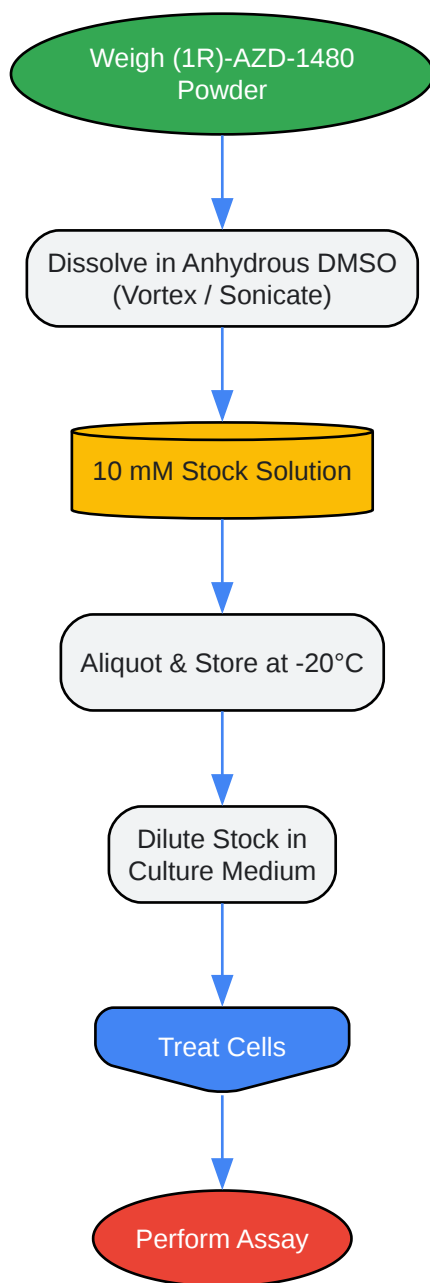 Weigh (1R)-AZD-1480
Powder
Dissolve in Anhydrous DMSO
(Vortex / Sonicate)
10 mM Stock Solution
Aliquot & Store at -20°C
Dilute Stock in
Culture Medium
Treat Cells
Perform Assay